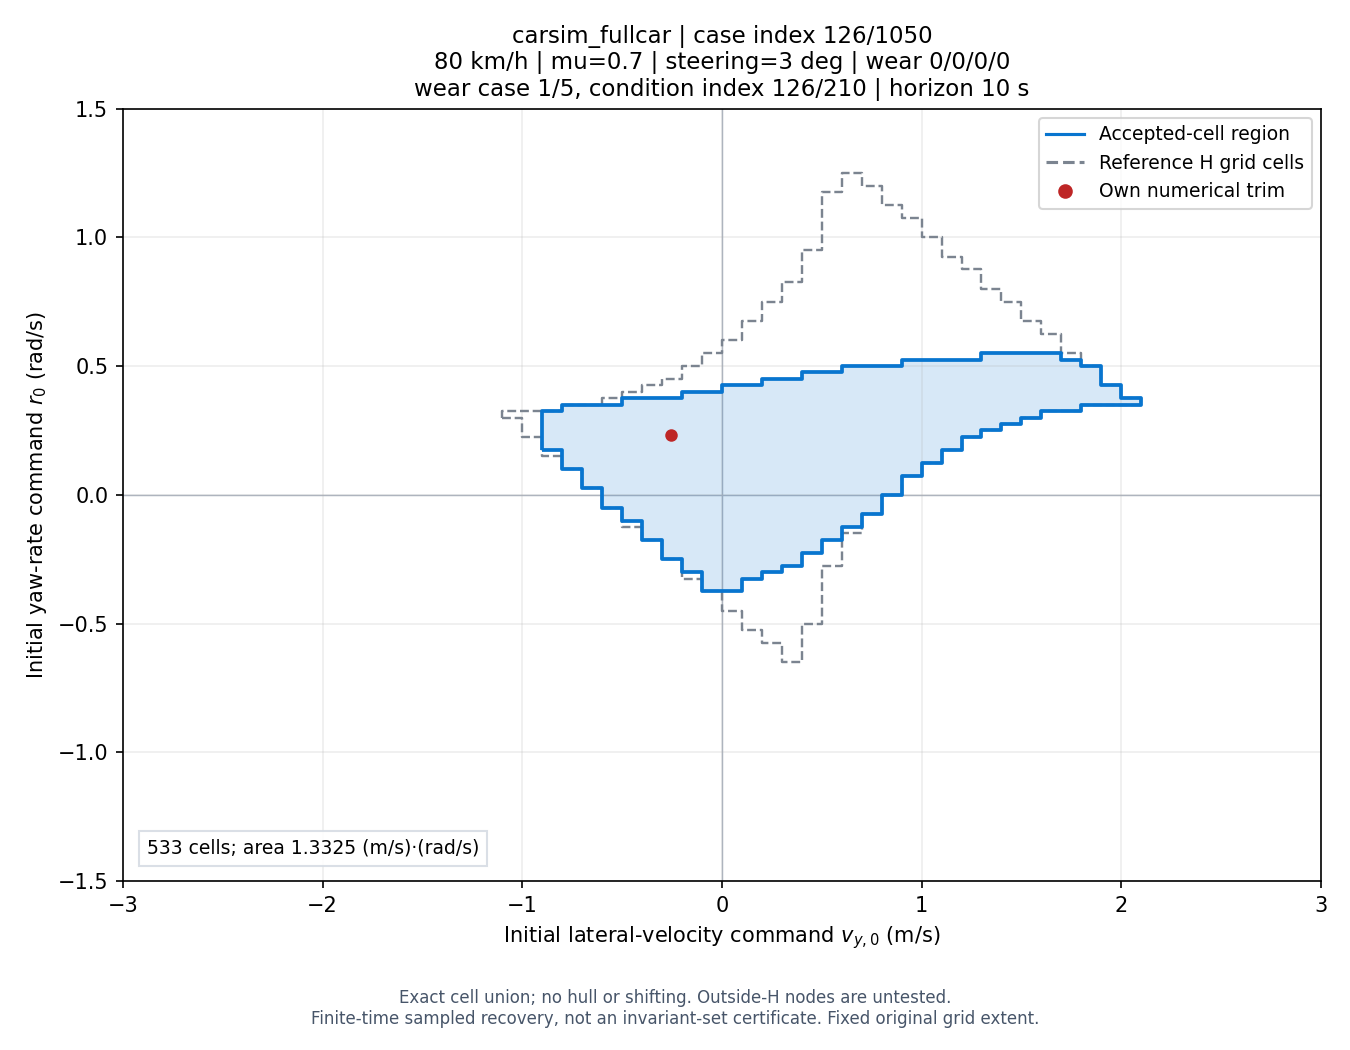 carsim_fullcar | case index 126/1050
80 km/h | mu=0.7 | steering=3 deg | wear 0/0/0/0
wear case 1/5, condition index 126/210 | horizon 10 s
Accepted-cell region
Reference H grid cells
Own numerical trim
1.5
1.0
0.5
0.0
−0.5
−1.0
−1.5
Initial yaw-rate command r0 (rad/s)
533 cells; area 1.3325 (m/s)·(rad/s)
−3 −2 −1 0 1 2 3
Initial lateral-velocity command vy,0 (m/s)
Exact cell union; no hull or shifting. Outside-H nodes are untested.
Finite-time sampled recovery, not an invariant-set certificate. Fixed original grid extent.